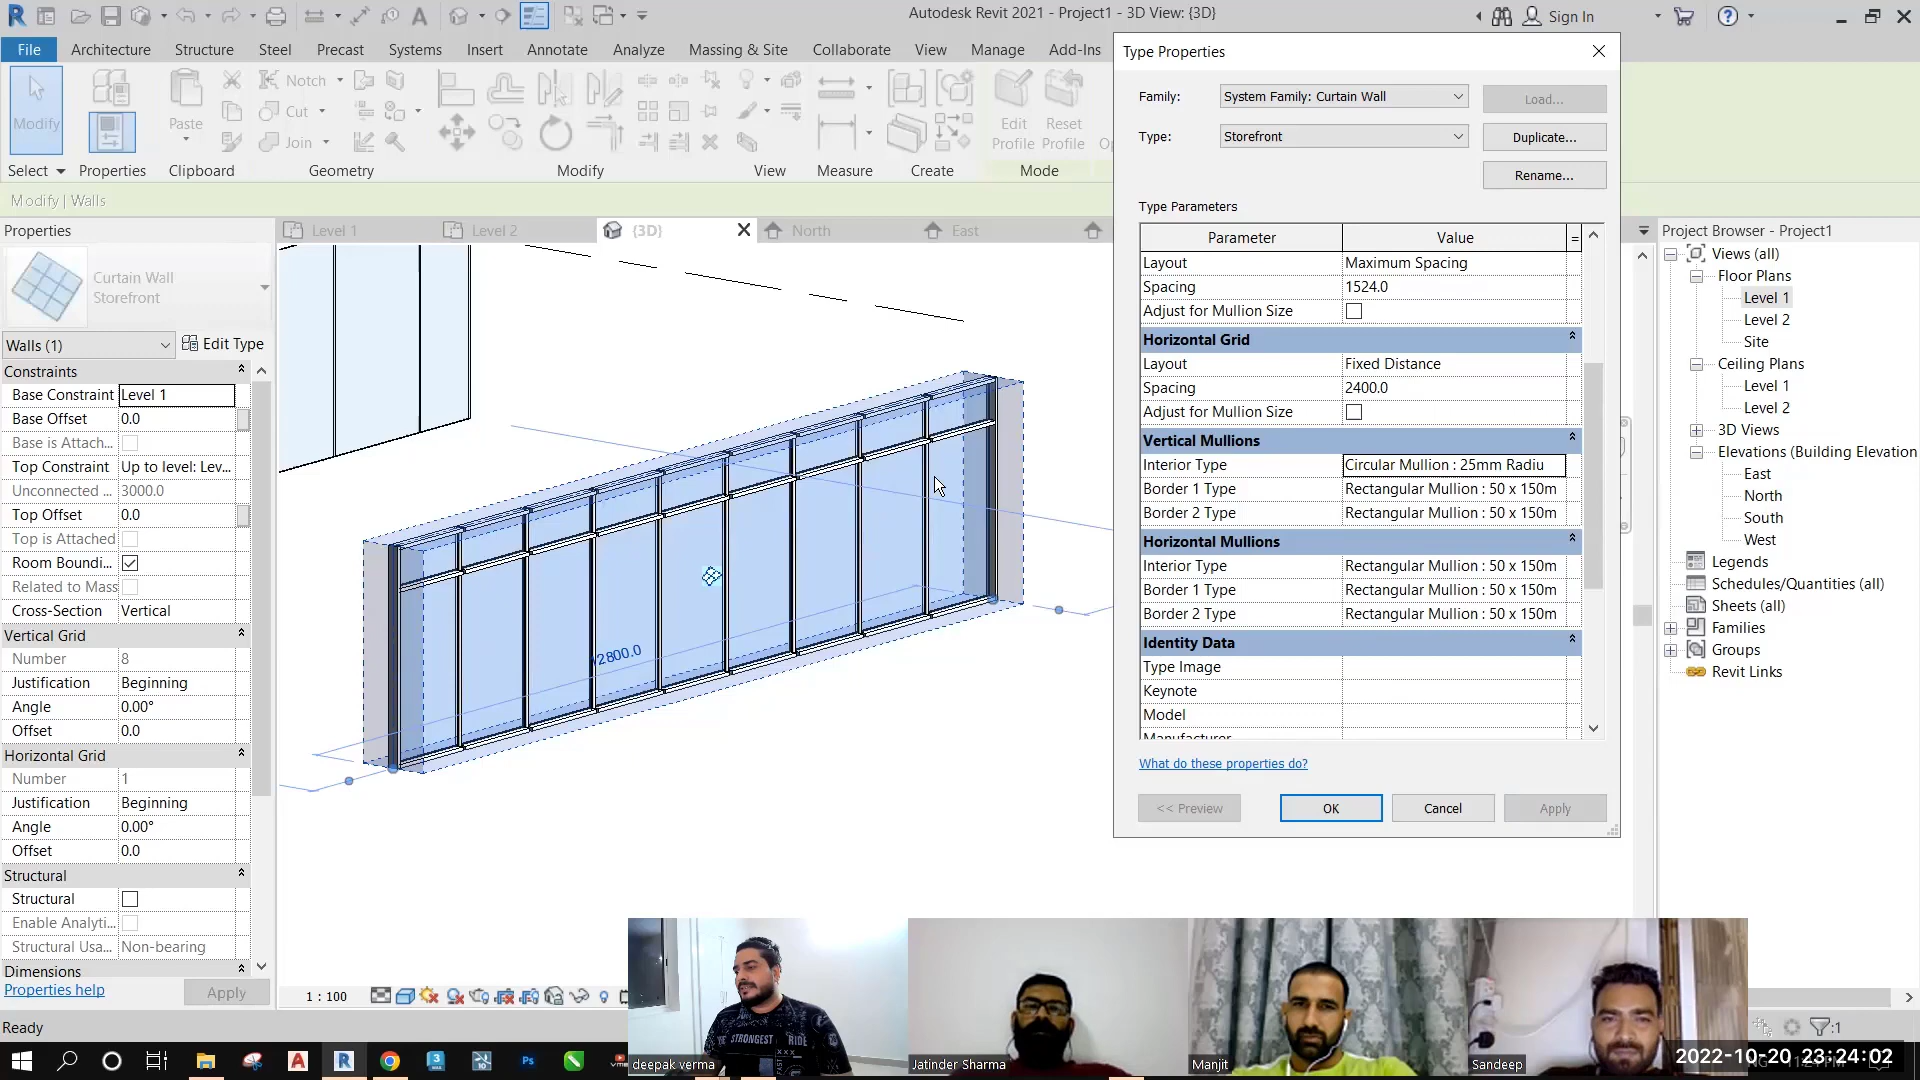 Autodesk Revit 2021 - Project1 - 3D View: {3D}
Sign In
File
Architecture
Structure
Steel
Precast
Systems
Insert
Annotate
Analyze
Massing & Site
Collaborate
View
Manage
Add-Ins
Modify
Paste
Notch
Cut
Join
Edit
Profile
Reset
Profile
Select
Properties
Clipboard
Geometry
Modify
View
Measure
Create
Mode
Modify | Walls
Properties
Curtain Wall
Storefront
Walls (1)
Edit Type
Constraints
Base Constraint Level 1
Base Offset 0.0
Base is Attach...
Top Constraint Up to level: Lev...
Unconnected ... 3000.0
Top Offset 0.0
Top is Attached
Room Boundi...
Related to Mass
Cross-Section Vertical
Vertical Grid
Number 8
Justification Beginning
Angle 0.00°
Offset 0.0
Horizontal Grid
Number 1
Justification Beginning
Angle 0.00°
Offset 0.0
Structural
Structural
Enable Analyti...
Structural Usa... Non-bearing
Dimensions
Properties help
Apply
Ready
Level 1
Level 2
{3D}
North
East
12800.0
1 : 100
Type Properties
Family: System Family: Curtain Wall
Load...
Type: Storefront
Duplicate...
Rename...
Type Parameters
Parameter Value =
Layout Maximum Spacing
Spacing 1524.0
Adjust for Mullion Size
Horizontal Grid
Layout Fixed Distance
Spacing 2400.0
Adjust for Mullion Size
Vertical Mullions
Interior Type Circular Mullion : 25mm Radiu
Border 1 Type Rectangular Mullion : 50 x 150m
Border 2 Type Rectangular Mullion : 50 x 150m
Horizontal Mullions
Interior Type Rectangular Mullion : 50 x 150m
Border 1 Type Rectangular Mullion : 50 x 150m
Border 2 Type Rectangular Mullion : 50 x 150m
Identity Data
Type Image
Keynote
Model
Manufacturer
What do these properties do?
<< Preview
OK
Cancel
Apply
Project Browser - Project1
Views (all)
Floor Plans
Level 1
Level 2
Site
Ceiling Plans
Level 1
Level 2
3D Views
Elevations (Building Elevation
East
North
South
West
Legends
Schedules/Quantities (all)
Sheets (all)
Families
Groups
Revit Links
:1
STRONGEST
RIDE
deepak verma
Jatinder Sharma
Manjit
Sandeep
2022-10-20 23:24:02